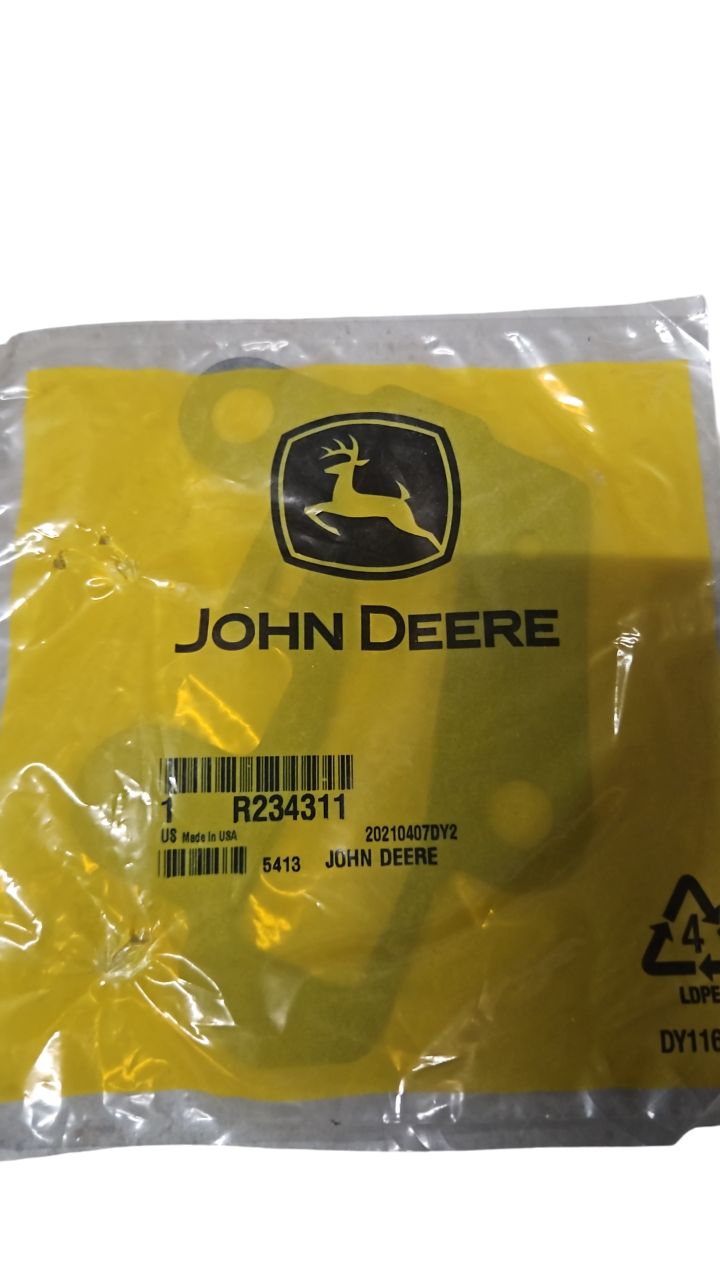 JOHN DEERE
1 R234311
US Made In USA 20210407DY2
5413 JOHN DEERE
4
LDPE
DY116